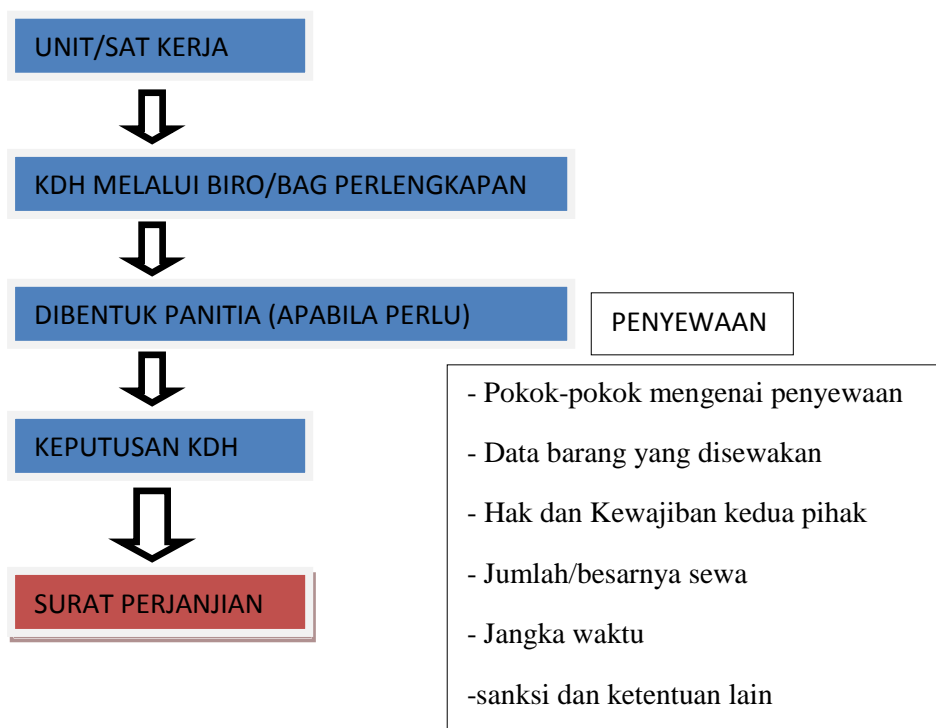 UNIT/SAT KERJA
KDH MELALUI BIRO/BAG PERLENGKAPAN
DIBENTUK PANITIA (APABILA PERLU)
KEPUTUSAN KDH
SURAT PERJANJIAN
PENYEWAAN
- Pokok-pokok mengenai penyewaan
- Data barang yang disewakan
- Hak dan Kewajiban kedua pihak
- Jumlah/besarnya sewa
- Jangka waktu
-sanksi dan ketentuan lain